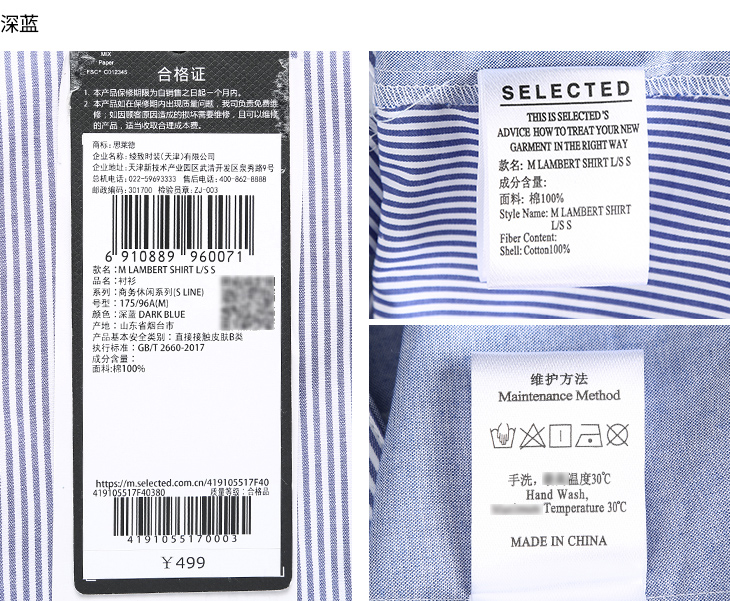 深蓝
MIX
Paper
FSC® C012345
合格证
1. 本产品保修期限为自销售之日起一个月内。
2. 本产品如在保修期内出现质量问题，我司负责免费维
修；如因顾客原因造成的损坏需要维修，且可以维修
的产品，适当收取合理成本费。
商标：思莱德
企业名称：绫致时装(天津)有限公司
企业地址：天津新技术产业园区武清开发区泉秀路9号
总机电话：022-59693333 售后电话：400-862-8888
邮政编码：301700 检验员章：ZJ-003
6 910889 960071
款名：M LAMBERT SHIRT L/S S
品名：衬衫
系列：商务休闲系列(S LINE)
号型：175/96A(M)
颜色：深蓝 DARK BLUE
产地：山东省烟台市
产品基本安全类别：直接接触皮肤B类
执行标准：GB/T 2660-2017
成分含量：
面料:棉100%
https://m.selected.com.cn/419105517F40
419105517F40380 质量等级：合格品
4191055170003
￥499
SELECTED
THIS IS SELECTED 'S
ADVICE HOW TO TREAT YOUR NEW
GARMENT IN THE RIGHT WAY
款名: M LAMBERT SHIRT L/S S
成分含量:
面料: 棉100%
Style Name: M LAMBERT SHIRT
L/S S
Fiber Content:
Shell: Cotton100%
维护方法
Maintenance Method
手洗，温度30℃
Hand Wash,
Temperature 30℃
MADE IN CHINA